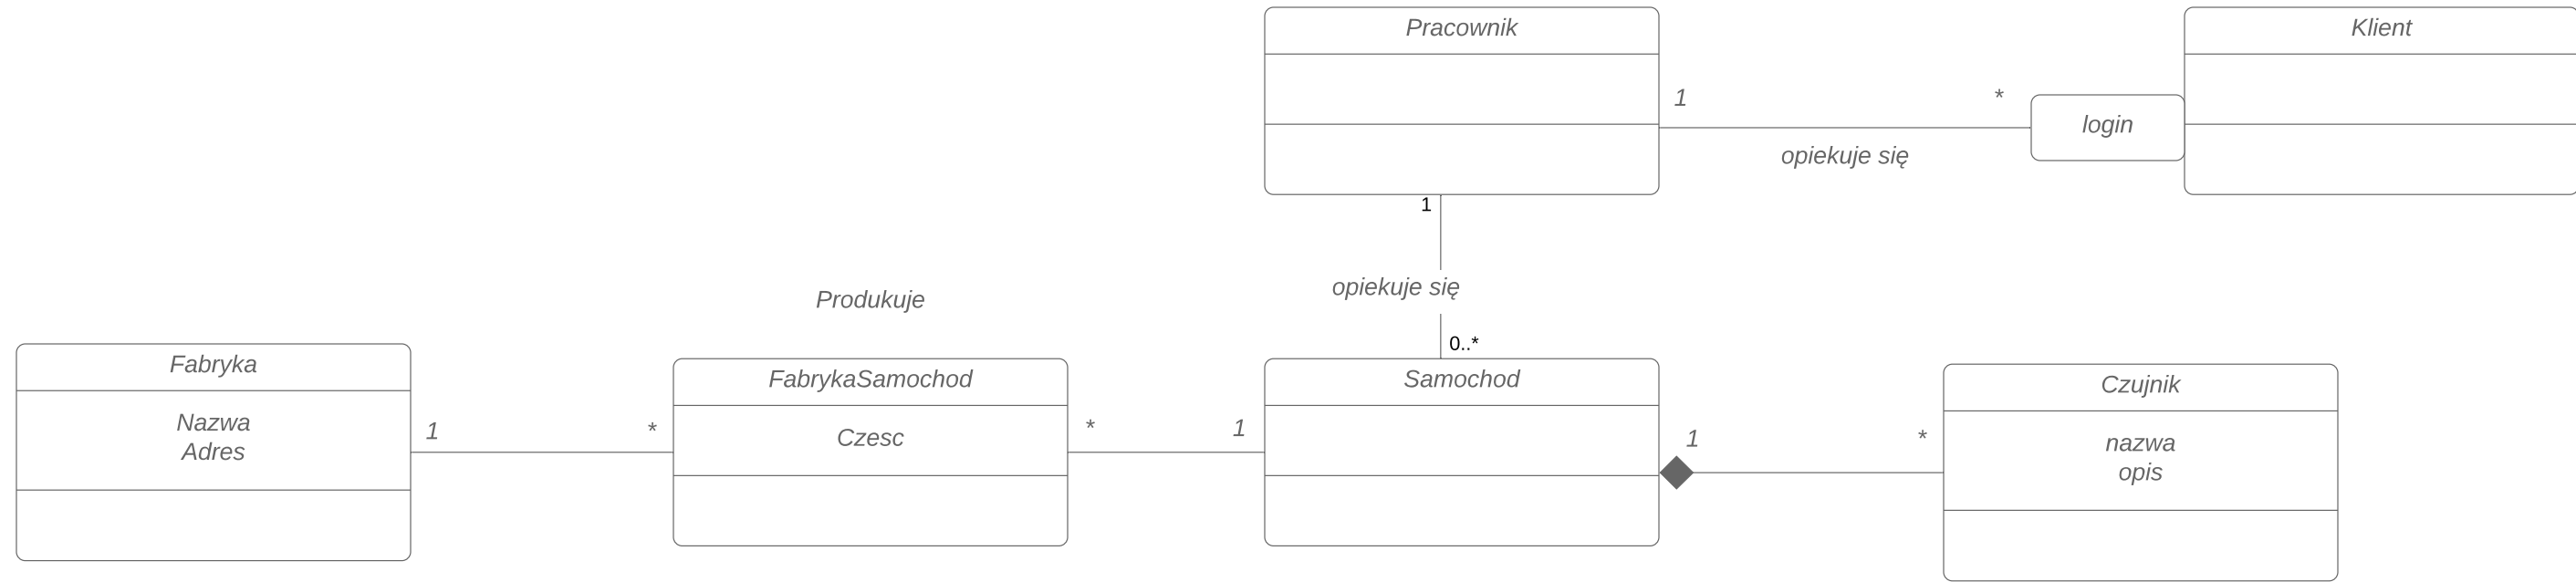 Pracownik
Klient
1
*
login
opiekuje się
1
opiekuje się
0..*
Produkuje
Fabryka
Nazwa
Adres
1
*
FabrykaSamochod
Czesc
*
1
Samochod
1
*
Czujnik
nazwa
opis